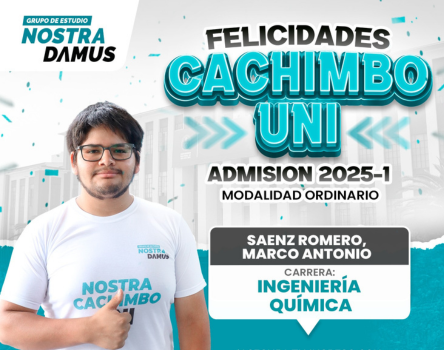 GRUPO DE ESTUDIO
NOSTRA
DAMUS
FELICIDADES
CACHIMBO
UNI
ADMISION 2025-1
MODALIDAD ORDINARIO
SAENZ ROMERO,
MARCO ANTONIO
CARRERA:
INGENIERÍA
QUÍMICA
NOSTRA
DAMUS
NOSTRA
CACHIMBO
UNI